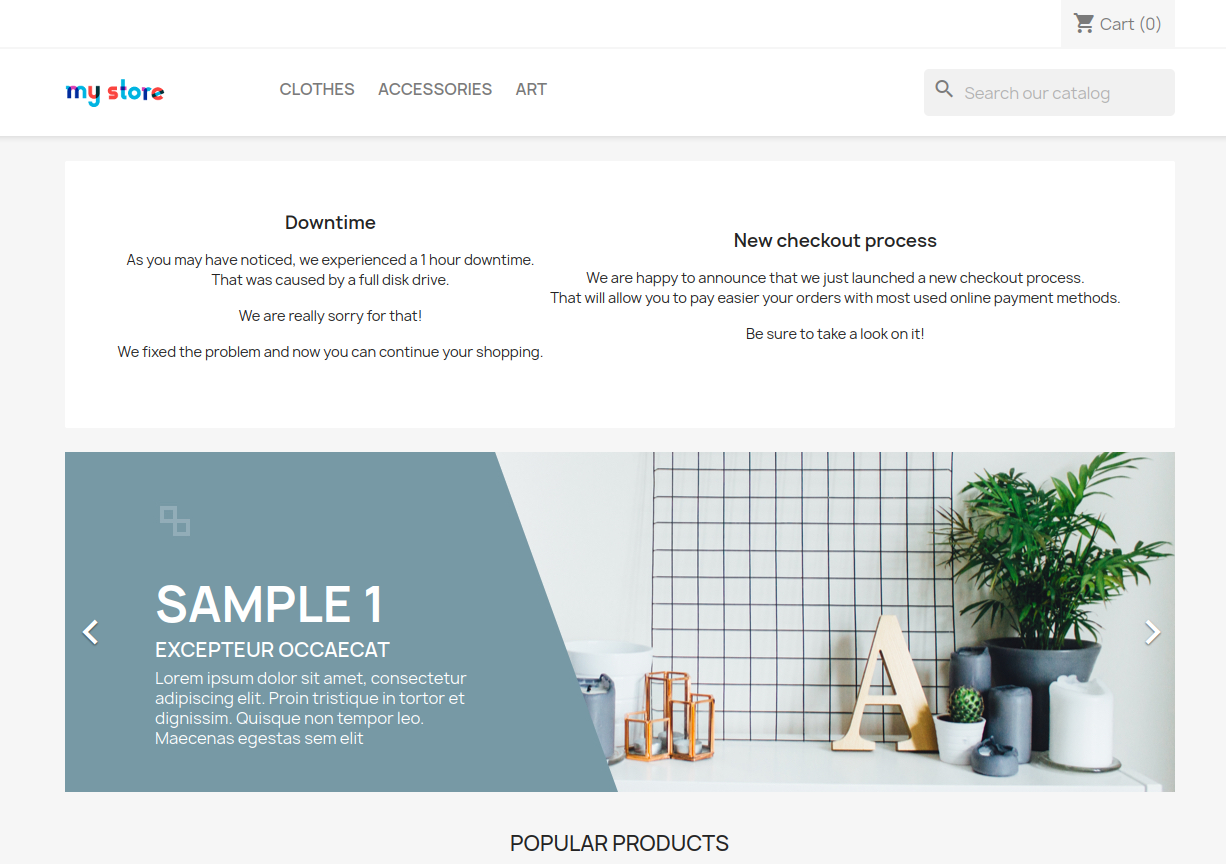 Cart (0)
my store
CLOTHES ACCESSORIES ART
Search our catalog
Downtime
As you may have noticed, we experienced a 1 hour downtime.
That was caused by a full disk drive.
We are really sorry for that!
We fixed the problem and now you can continue your shopping.
New checkout process
We are happy to announce that we just launched a new checkout process.
That will allow you to pay easier your orders with most used online payment methods.
Be sure to take a look on it!
SAMPLE 1
EXCEPTEUR OCCAECAT
Lorem ipsum dolor sit amet, consectetur
adipiscing elit. Proin tristique in tortor et
dignissim. Quisque non tempor leo.
Maecenas egestas sem elit
A
POPULAR PRODUCTS